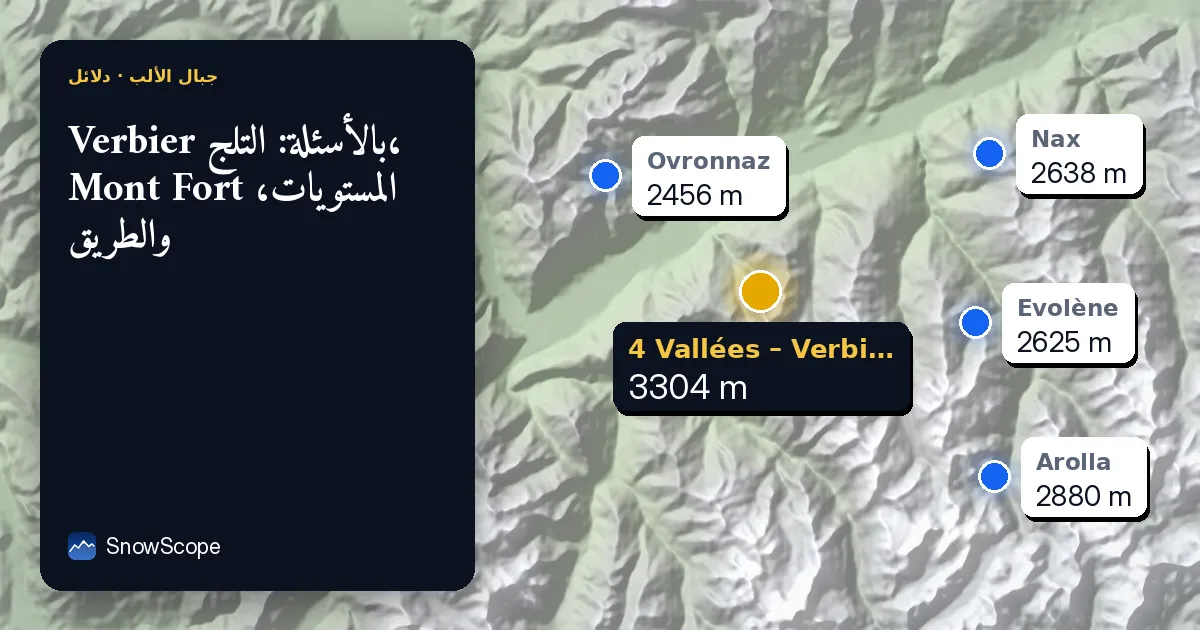 جبال الألب · دلائل
Verbier بالأسئلة: الثلج،
Mont Fort، المستويات
والطريق
SnowScope
Ovronnaz
2456 m
Nax
2638 m
4 Vallées – Verbi…
3304 m
Evolène
2625 m
Arolla
2880 m